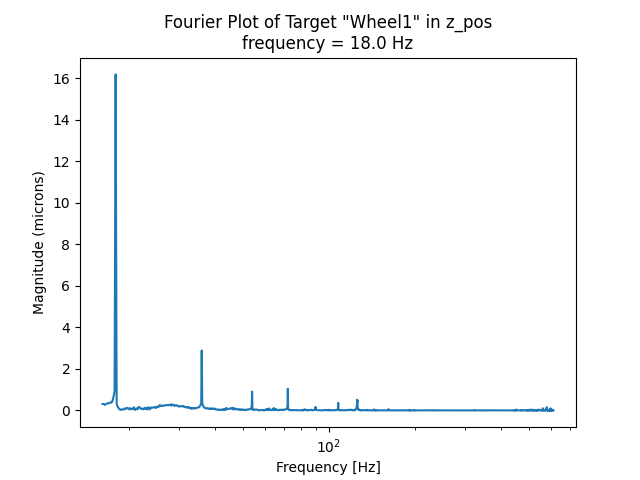 Fourier Plot of Target "Wheel1" in z_pos
frequency = 18.0 Hz
16
14
12
10
8
6
4
2
0
Magnitude (microns)
10²
Frequency [Hz]